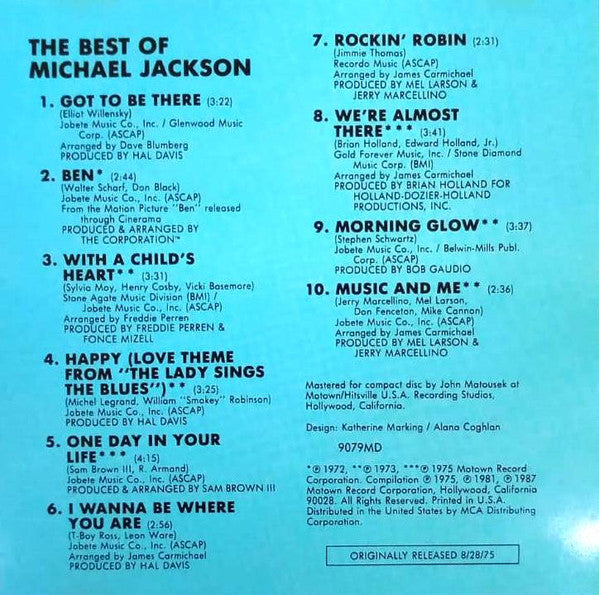 THE BEST OF
MICHAEL JACKSON
1. GOT TO BE THERE (3:22)
(Elliot Willensky)
Jobete Music Co., Inc. / Glenwood Music
Corp. (ASCAP)
Arranged by Dave Blumberg
PRODUCED BY HAL DAVIS
2. BEN* (2:44)
(Walter Scharf, Don Black)
Jobete Music Co., Inc. (ASCAP)
From the Motion Picture "Ben" released
through Cinerama
PRODUCED & ARRANGED BY
THE CORPORATION™
3. WITH A CHILD'S
HEART** (3:31)
(Sylvia Moy, Henry Cosby, Vicki Basemore)
Stone Agate Music Division (BMI) /
Jobete Music Co., Inc. (ASCAP)
Arranged by Freddie Perren
PRODUCED BY FREDDIE PERREN &
FONCE MIZELL
4. HAPPY (LOVE THEME
FROM "THE LADY SINGS
THE BLUES")** (3:25)
(Michel Legrand, William "Smokey" Robinson)
Jobete Music Co., Inc. (ASCAP)
PRODUCED BY HAL DAVIS
5. ONE DAY IN YOUR
LIFE*** (4:15)
(Sam Brown III, R. Armand)
Jobete Music Co., Inc. (ASCAP)
PRODUCED & ARRANGED BY SAM BROWN III
6. I WANNA BE WHERE
YOU ARE (2:56)
(T-Boy Ross, Leon Ware)
Jobete Music Co., Inc. (ASCAP)
Arranged by James Carmichael
PRODUCED BY HAL DAVIS
7. ROCKIN' ROBIN (2:31)
(Jimmie Thomas)
Recordo Music (ASCAP)
Arranged by James Carmichael
PRODUCED BY MEL LARSON &
JERRY MARCELLINO
8. WE'RE ALMOST
THERE*** (3:41)
(Brian Holland, Edward Holland, Jr.)
Gold Forever Music, Inc. / Stone Diamond
Music Corp. (BMI)
Arranged by James Carmichael
PRODUCED BY BRIAN HOLLAND FOR
HOLLAND-DOZIER-HOLLAND
PRODUCTIONS, INC.
9. MORNING GLOW** (3:37)
(Stephen Schwartz)
Jobete Music Co., Inc. / Belwin-Mills Publ.
Corp. (ASCAP)
PRODUCED BY BOB GAUDIO
10. MUSIC AND ME** (2:36)
(Jerry Marcellino, Mel Larson,
Don Fenceton, Mike Cannon)
Jobete Music Co., Inc. (ASCAP)
PRODUCED BY MEL LARSON &
JERRY MARCELLINO
Mastered for compact disc by John Matousek at
Motown/Hitsville U.S.A. Recording Studios,
Hollywood, California.
Design: Katherine Marking / Alana Coghlan
9079MD
*℗ 1972, **℗ 1973, ***℗ 1975 Motown Record
Corporation. Compilation ℗ 1975, ℗ 1981, ℗ 1987
Motown Record Corporation, Hollywood, California
90028. All Rights Reserved. Printed in U.S.A.
Distributed in the United States by MCA Distributing
Corporation.
ORIGINALLY RELEASED 8/28/75